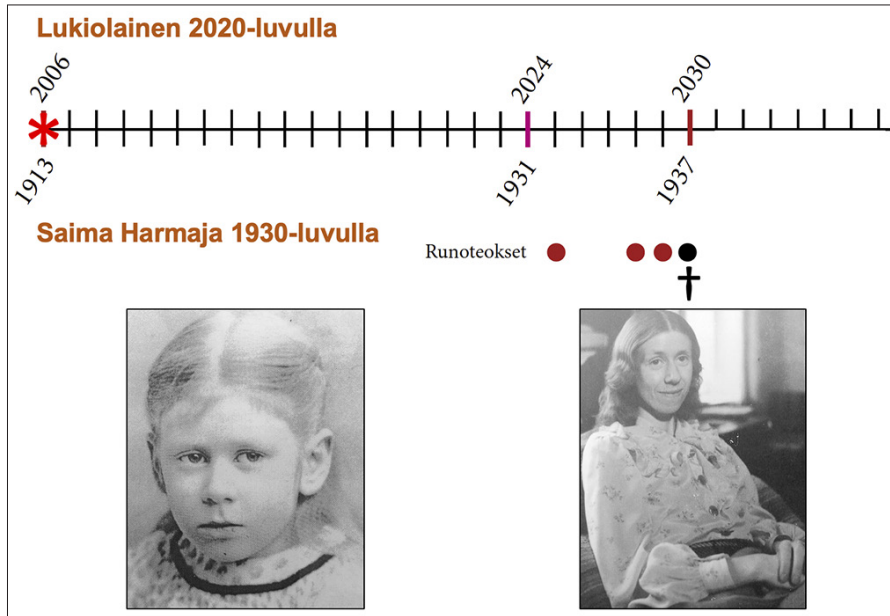 Lukiolainen 2020-luvulla
2006
2024
2030
1913
1931
1937
Saima Harmaja 1930-luvulla
Runoteokset